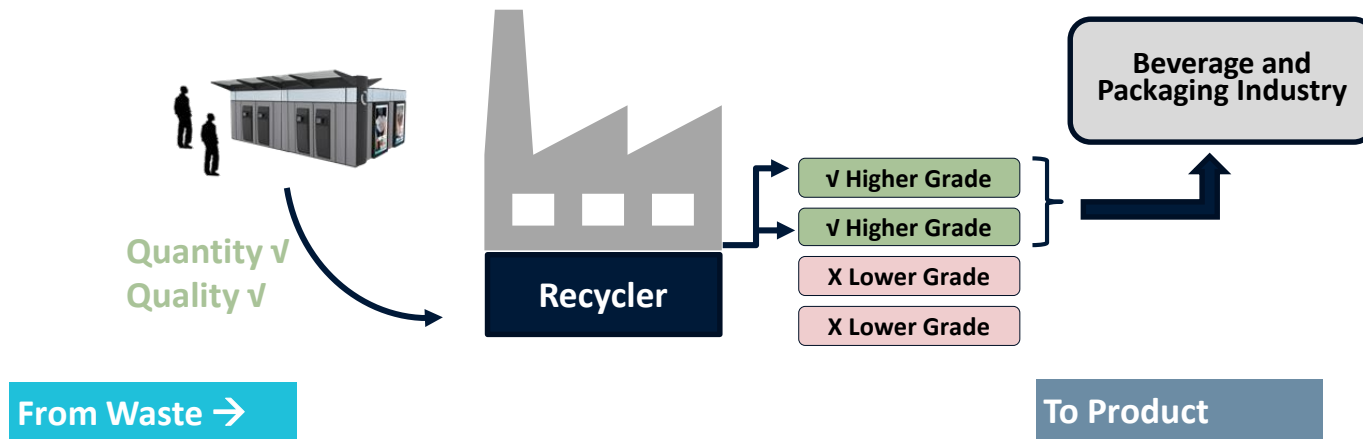 Beverage and
Packaging Industry
√ Higher Grade
√ Higher Grade
X Lower Grade
X Lower Grade
Quantity √
Quality √
Recycler
From Waste →
To Product